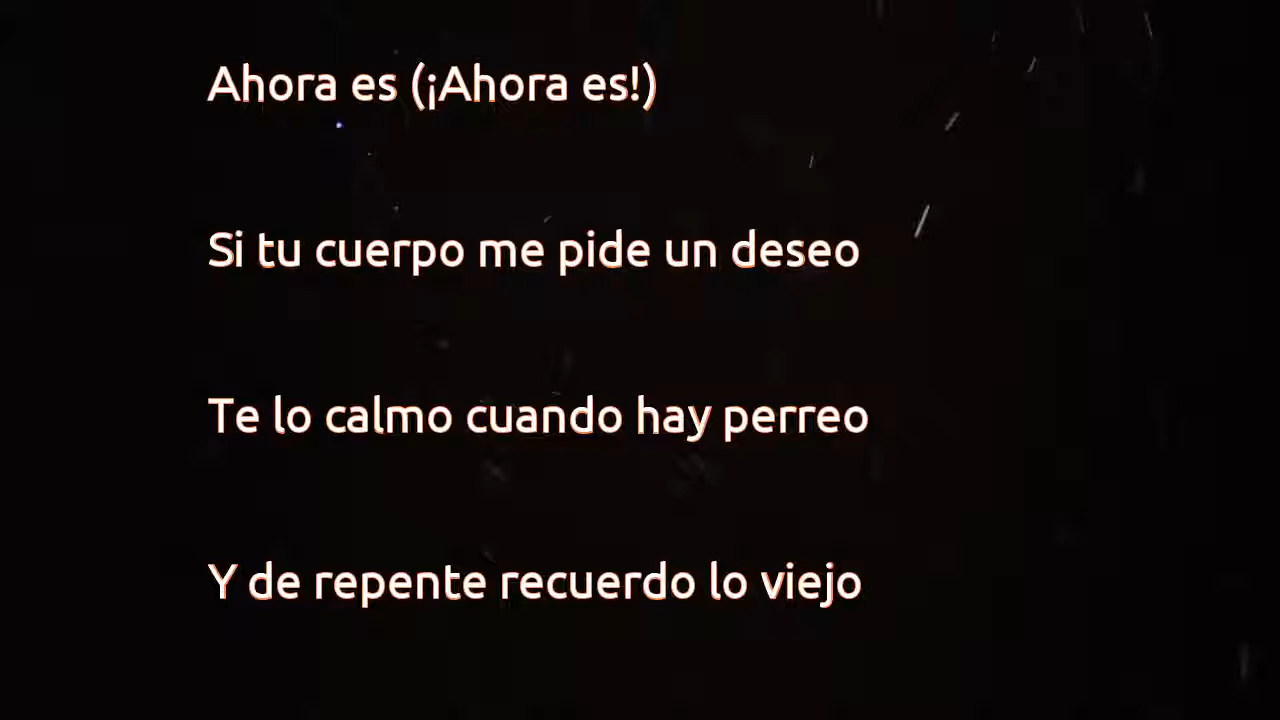 Ahora es (¡Ahora es!)
Si tu cuerpo me pide un deseo
Te lo calmo cuando hay perreo
Y de repente recuerdo lo viejo